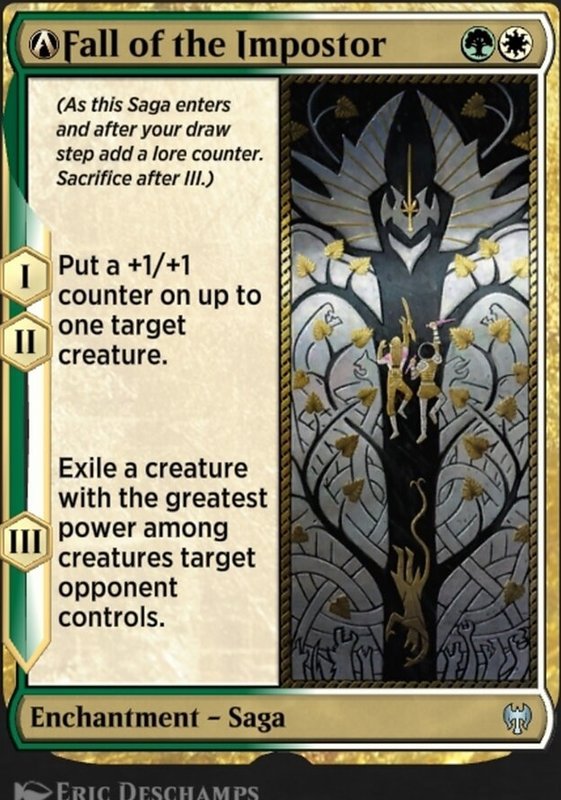 Fall of the Impostor
(As this Saga enters
and after your draw
step add a lore counter.
Sacrifice after III.)
I
Put a +1/+1
counter on up to
one target
creature.
II
Exile a creature
with the greatest
power among
creatures target
opponent
controls.
III
Enchantment – Saga
ERIC DESCHAMPS